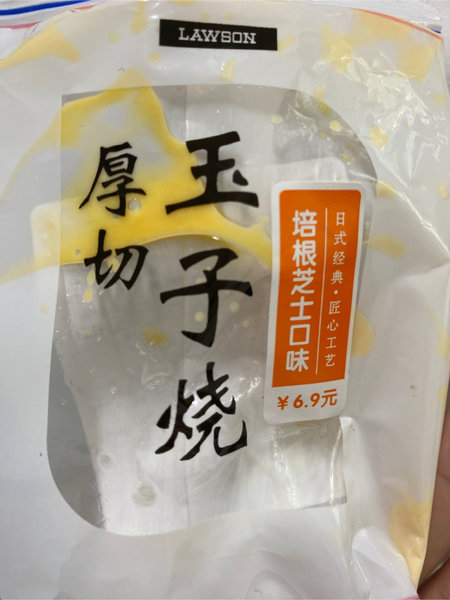 LAWSON
厚切
玉子烧
日式经典·匠心工艺
培根芝士口味
¥6.9元